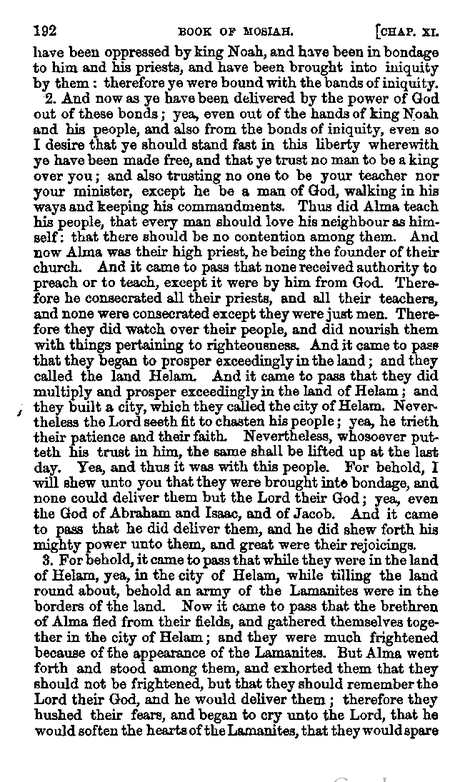 192 BOOK OF MOSIAH. [CHAP. XI.
have been oppressed by king Noah, and have been in bondage
to him and his priests, and have been brought into iniquity
by them: therefore ye were bound with the bands of iniquity.
2. And now as ye have been delivered by the power of God
out of these bonds; yea, even out of the hands of king Noah
and his people, and also from the bonds of iniquity, even so
I desire that ye should stand fast in this liberty wherewith
ye have been made free, and that ye trust no man to be a king
over you; and also trusting no one to be your teacher nor
your minister, except he be a man of God, walking in his
ways and keeping his commandments. Thus did Alma teach
his people, that every man should love his neighbour as him-
self: that there should be no contention among them. And
now Alma was their high priest, he being the founder of their
church. And it came to pass that none received authority to
preach or to teach, except it were by him from God. There-
fore he consecrated all their priests, and all their teachers,
and none were consecrated except they were just men. There-
fore they did watch over their people, and did nourish them
with things pertaining to righteousness. And it came to pass
that they began to prosper exceedingly in the land; and they
called the land Helam. And it came to pass that they did
multiply and prosper exceedingly in the land of Helam; and
they built a city, which they called the city of Helam. Never-
theless the Lord seeth fit to chasten his people; yea, he trieth
their patience and their faith. Nevertheless, whosoever put-
teth his trust in him, the same shall be lifted up at the last
day. Yea, and thus it was with this people. For behold, I
will shew unto you that they were brought into bondage, and
none could deliver them but the Lord their God; yea, even
the God of Abraham and Isaac, and of Jacob. And it came
to pass that he did deliver them, and he did shew forth his
mighty power unto them, and great were their rejoicings.
3. For behold, it came to pass that while they were in the land
of Helam, yea, in the city of Helam, while tilling the land
round about, behold an army of the Lamanites were in the
borders of the land. Now it came to pass that the brethren
of Alma fled from their fields, and gathered themselves toge-
ther in the city of Helam; and they were much frightened
because of the appearance of the Lamanites. But Alma went
forth and stood among them, and exhorted them that they
should not be frightened, but that they should remember the
Lord their God, and he would deliver them; therefore they
hushed their fears, and began to cry unto the Lord, that he
would soften the hearts of the Lamanites, that they would spare